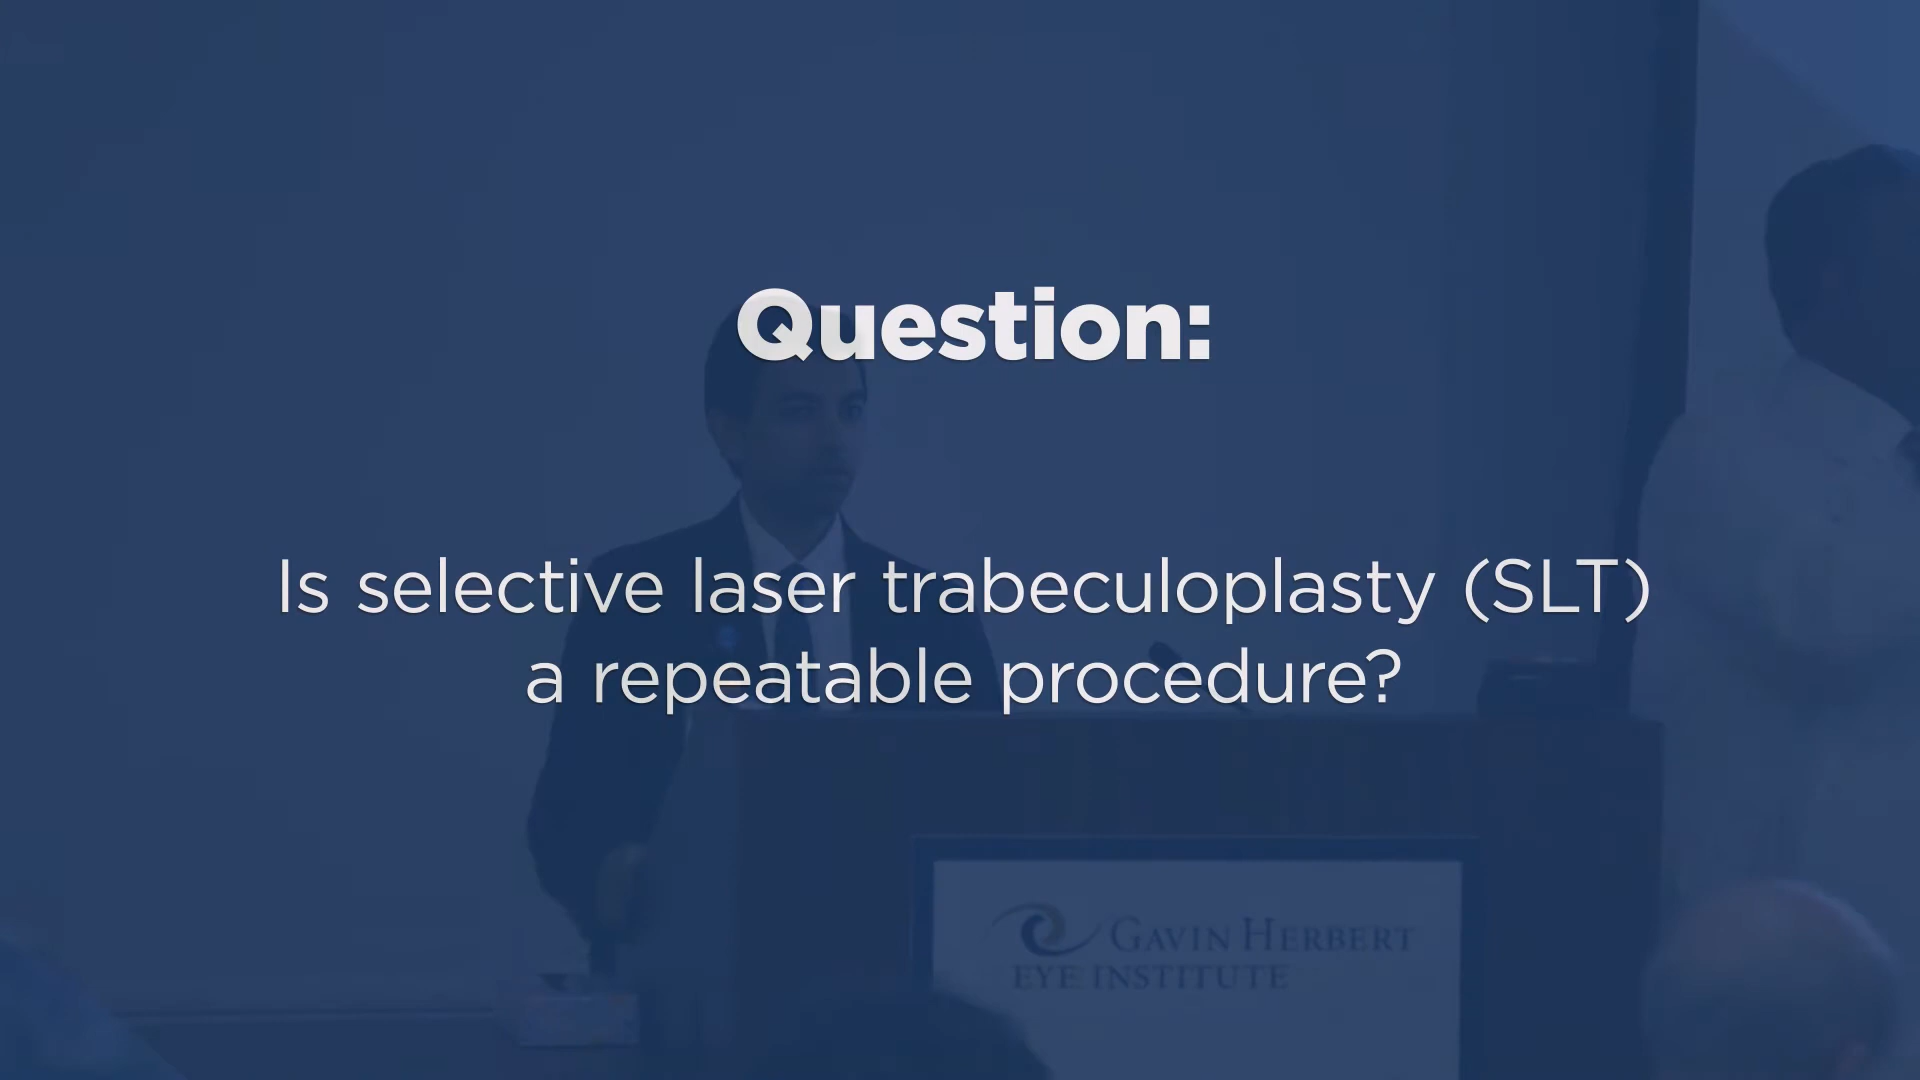 Question:
Is selective laser trabeculoplasty (SLT)
a repeatable procedure?
GAVIN HERBERT
EYE INSTITUTE